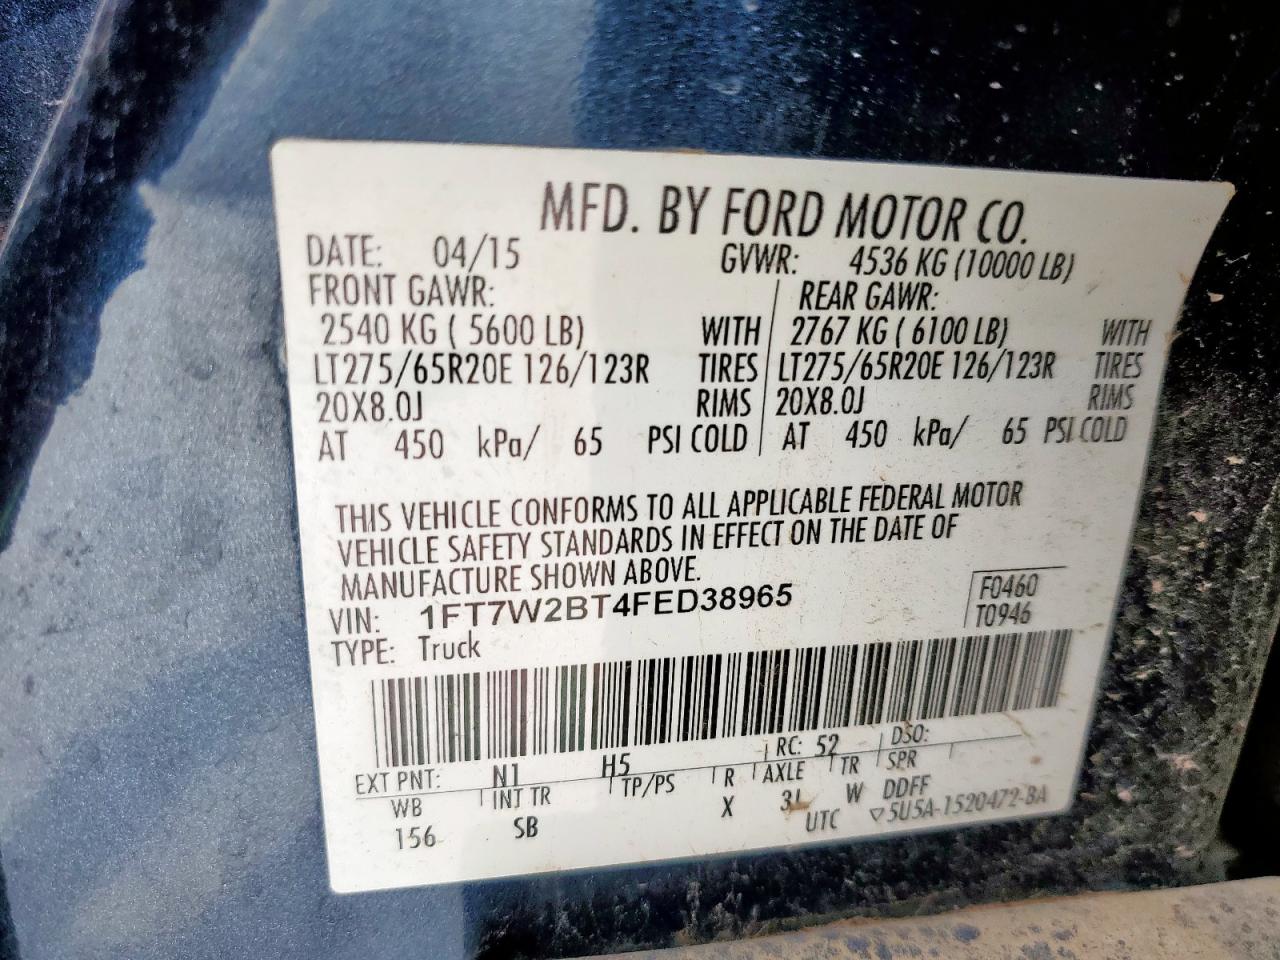 MFD. BY FORD MOTOR CO.
DATE: 04/15 GVWR: 4536 KG (10000 LB)
FRONT GAWR: REAR GAWR:
2540 KG ( 5600 LB) WITH 2767 KG ( 6100 LB) WITH
LT275/65R20E 126/123R TIRES LT275/65R20E 126/123R TIRES
20X8.0J RIMS 20X8.0J RIMS
AT 450 kPa/ 65 PSI COLD AT 450 kPa/ 65 PSI COLD
THIS VEHICLE CONFORMS TO ALL APPLICABLE FEDERAL MOTOR
VEHICLE SAFETY STANDARDS IN EFFECT ON THE DATE OF
MANUFACTURE SHOWN ABOVE.
VIN: 1FT7W2BT4FED38965
F0460
T0946
TYPE: Truck
EXT PNT: N1 H5 RC: 52 DSO:
WB INT TR TP/PS R AXLE TR SPR
156 SB X 3L W DDFF
UTC ▽5U5A-1520472-BA